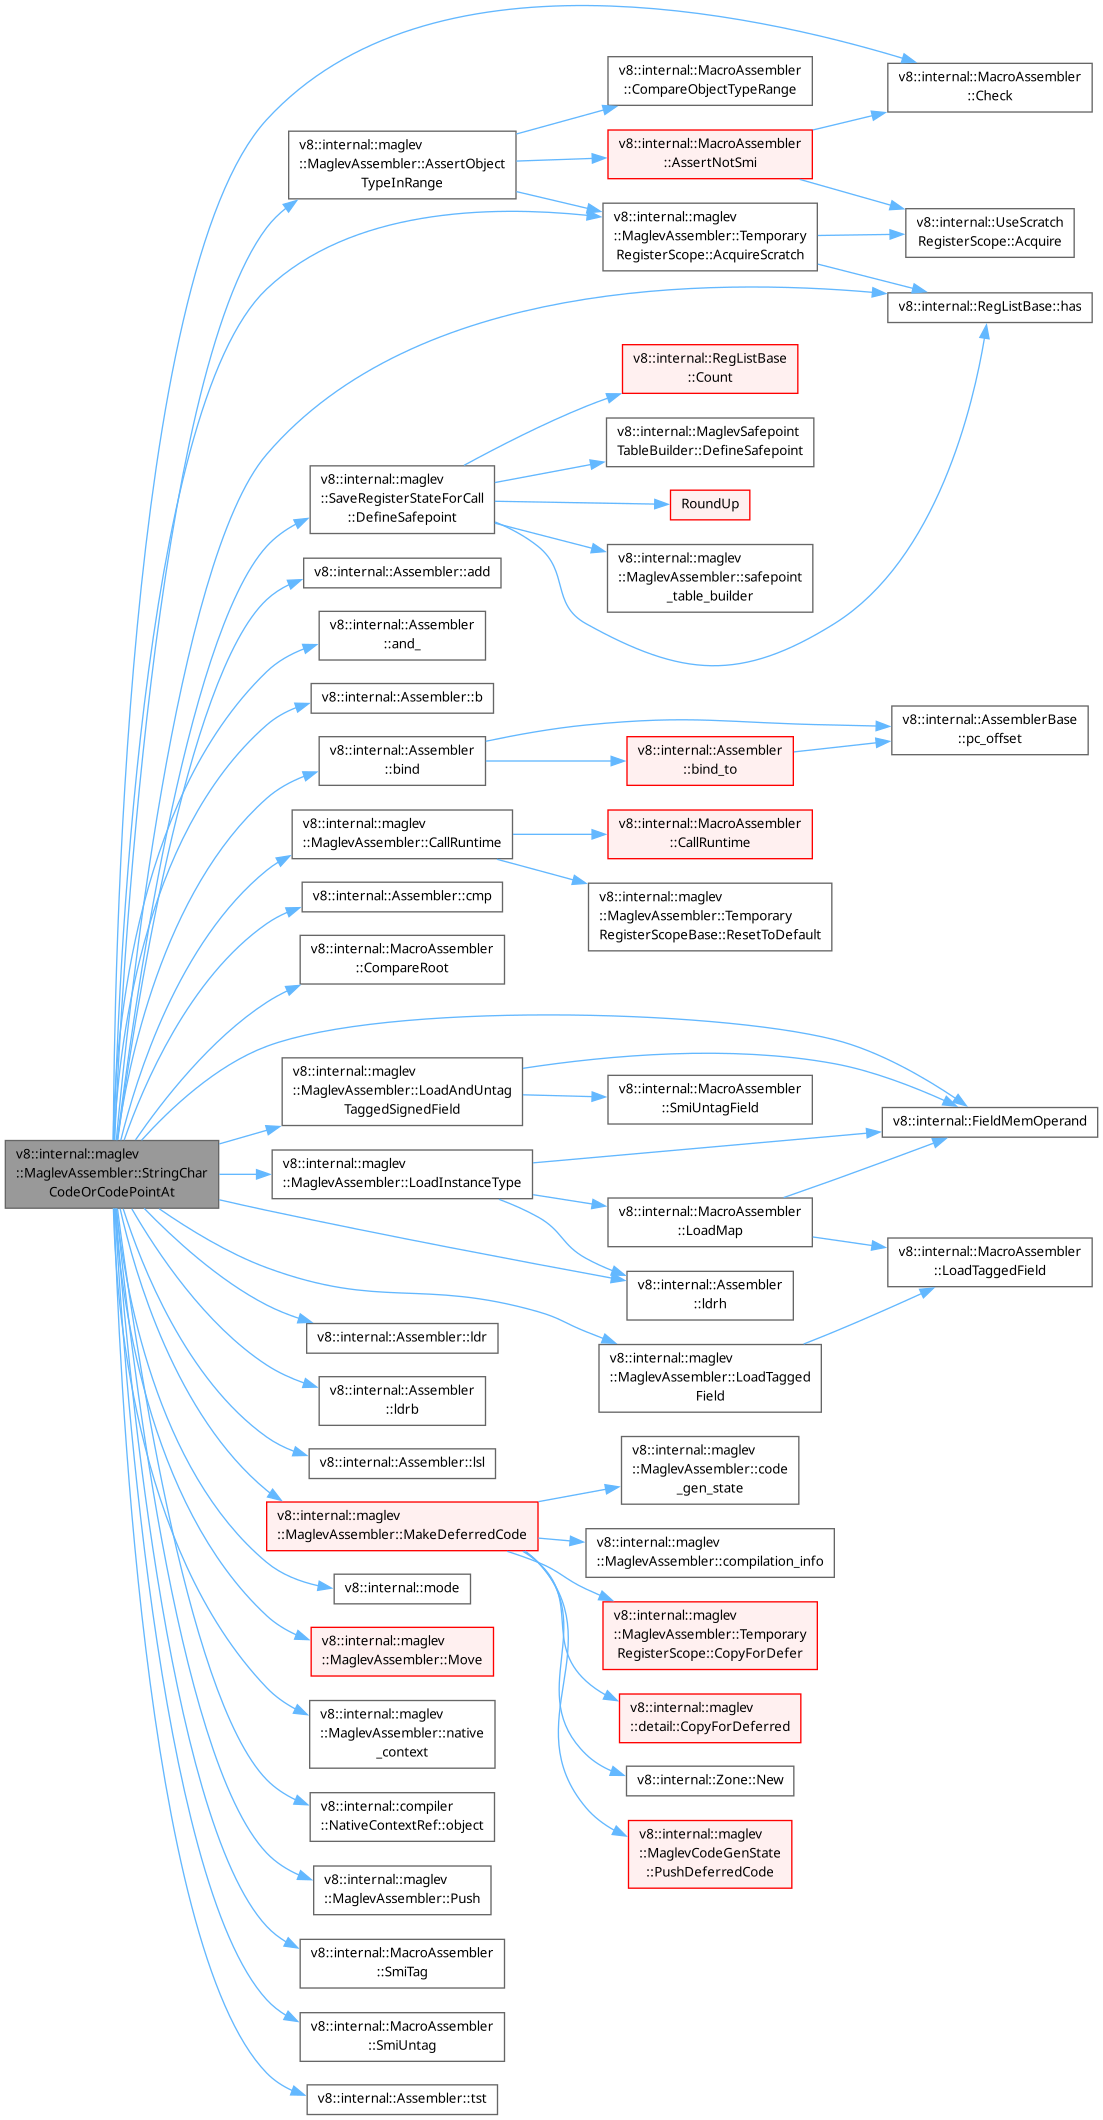 v8::internal::maglev
::MaglevAssembler::StringChar
CodeOrCodePointAt
v8::internal::MacroAssembler
::Check
v8::internal::maglev
::MaglevAssembler::AssertObject
TypeInRange
v8::internal::MacroAssembler
::CompareObjectTypeRange
v8::internal::MacroAssembler
::AssertNotSmi
v8::internal::maglev
::MaglevAssembler::Temporary
RegisterScope::AcquireScratch
v8::internal::UseScratch
RegisterScope::Acquire
v8::internal::RegListBase::has
v8::internal::maglev
::SaveRegisterStateForCall
::DefineSafepoint
v8::internal::RegListBase
::Count
v8::internal::MaglevSafepoint
TableBuilder::DefineSafepoint
RoundUp
v8::internal::maglev
::MaglevAssembler::safepoint
_table_builder
v8::internal::Assembler::add
v8::internal::Assembler
::and_
v8::internal::Assembler::b
v8::internal::Assembler
::bind
v8::internal::Assembler
::bind_to
v8::internal::AssemblerBase
::pc_offset
v8::internal::maglev
::MaglevAssembler::CallRuntime
v8::internal::MacroAssembler
::CallRuntime
v8::internal::maglev
::MaglevAssembler::Temporary
RegisterScopeBase::ResetToDefault
v8::internal::Assembler::cmp
v8::internal::MacroAssembler
::CompareRoot
v8::internal::maglev
::MaglevAssembler::LoadAndUntag
TaggedSignedField
v8::internal::MacroAssembler
::SmiUntagField
v8::internal::FieldMemOperand
v8::internal::maglev
::MaglevAssembler::LoadInstanceType
v8::internal::MacroAssembler
::LoadMap
v8::internal::MacroAssembler
::LoadTaggedField
v8::internal::Assembler
::ldrh
v8::internal::Assembler::ldr
v8::internal::maglev
::MaglevAssembler::LoadTagged
Field
v8::internal::Assembler
::ldrb
v8::internal::Assembler::lsl
v8::internal::maglev
::MaglevAssembler::MakeDeferredCode
v8::internal::maglev
::MaglevAssembler::code
_gen_state
v8::internal::maglev
::MaglevAssembler::compilation_info
v8::internal::maglev
::MaglevAssembler::Temporary
RegisterScope::CopyForDefer
v8::internal::maglev
::detail::CopyForDeferred
v8::internal::Zone::New
v8::internal::maglev
::MaglevCodeGenState
::PushDeferredCode
v8::internal::mode
v8::internal::maglev
::MaglevAssembler::Move
v8::internal::maglev
::MaglevAssembler::native
_context
v8::internal::compiler
::NativeContextRef::object
v8::internal::maglev
::MaglevAssembler::Push
v8::internal::MacroAssembler
::SmiTag
v8::internal::MacroAssembler
::SmiUntag
v8::internal::Assembler::tst